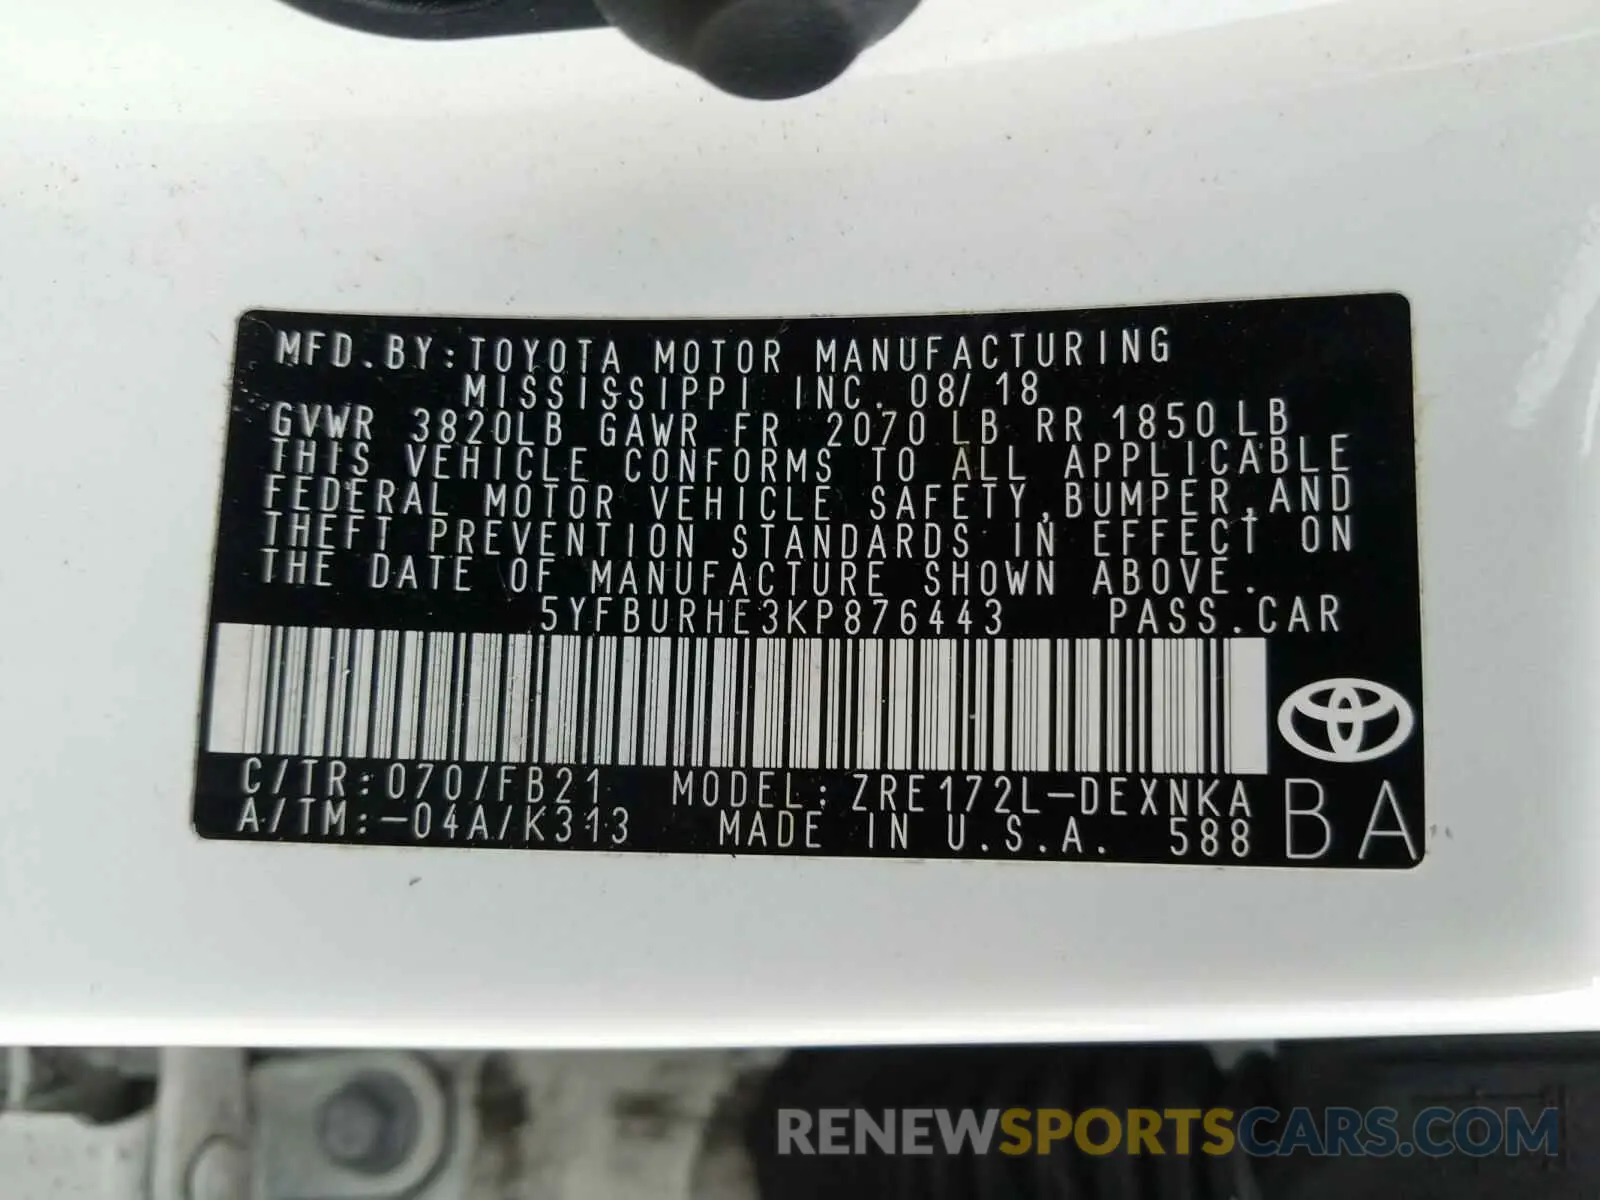 MFD.BY:TOYOTA MOTOR MANUFACTURING
MISSISSIPPI INC. 08/18
GVWR 3820LB GAWR FR 2070LB RR 1850LB
THIS VEHICLE CONFORMS TO ALL APPLICABLE
FEDERAL MOTOR VEHICLE SAFETY,BUMPER,AND
THEFT PREVENTION STANDARDS IN EFFECT ON
THE DATE OF MANUFACTURE SHOWN ABOVE.
5YFBURHE3KP876443 PASS.CAR
C/TR:070/FB21 MODEL:ZRE172L-DEXNKA
A/TM:-04A/K313 MADE IN U.S.A. 588
BA
RENEWSPORTSCARS.COM